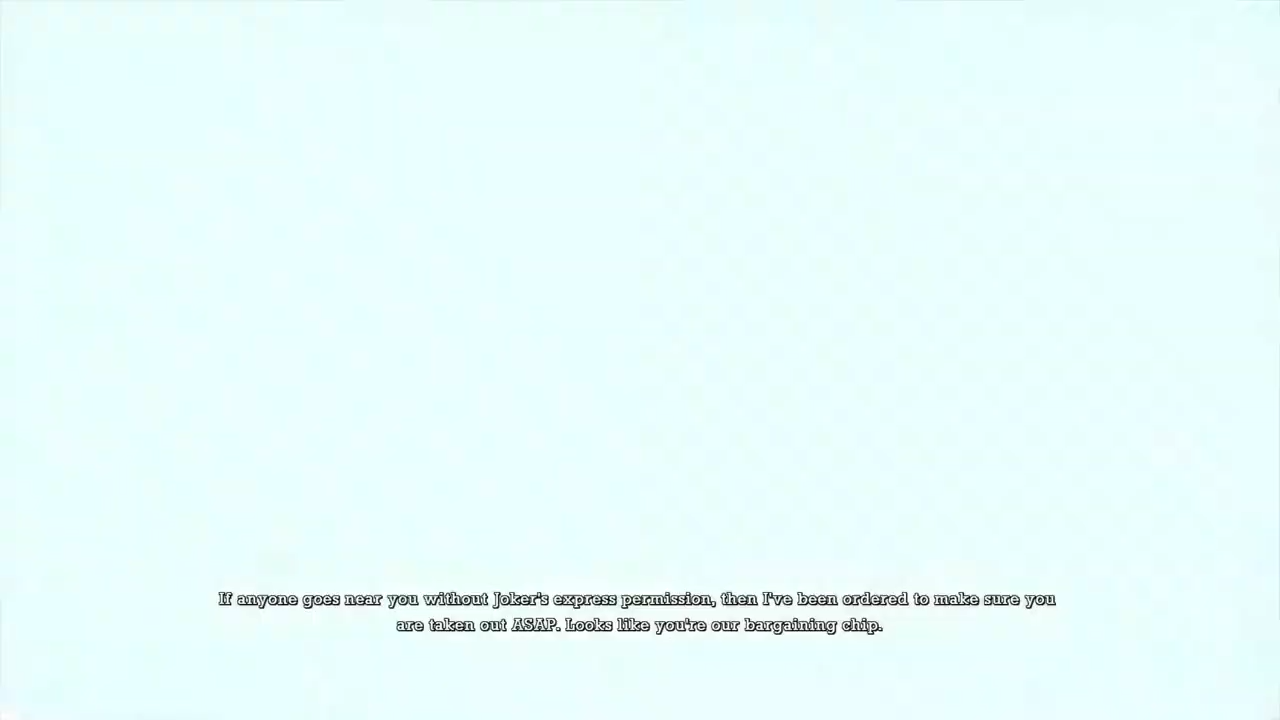 If anyone goes near you without Joker's express permission, then I've been ordered to make sure you
are taken out ASAP. Looks like you're our bargaining chip.